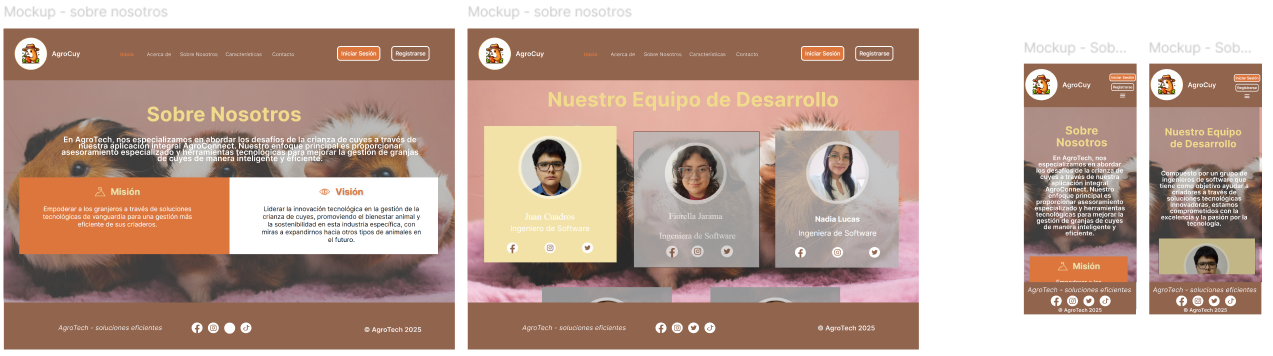 Mockup - sobre nosotros
AgroCuy
Inicio
Acerca de
Sobre Nosotros
Características
Contacto
Iniciar Sesión
Registrarse
Sobre Nosotros
En AgroTech, nos especializamos en abordar los desafíos de la crianza de cuyes a través de
nuestra aplicación integral AgroConnect. Nuestro enfoque principal es proporcionar
asesoramiento especializado y herramientas tecnológicas para mejorar la gestión de granjas
de cuyes de manera inteligente y eficiente.
Misión
Empoderar a los granjeros a través de soluciones
tecnológicas de vanguardia para una gestión más
eficiente de sus criaderos.
Visión
Liderar la innovación tecnológica en la gestión de la
crianza de cuyes, promoviendo el bienestar animal y
la sostenibilidad en esta industria específica, con
miras a expandirnos hacia otros tipos de animales en
el futuro.
AgroTech - soluciones eficientes
© AgroTech 2025
Mockup - sobre nosotros
AgroCuy
Inicio
Acerca de
Sobre Nosotros
Características
Contacto
Iniciar Sesión
Registrarse
Nuestro Equipo de Desarrollo
Juan Cuadros
Ingeniero de Software
Fiorella Jarama
Ingeniera de Software
Nadia Lucas
Ingeniera de Software
AgroTech - soluciones eficientes
© AgroTech 2025
Mockup - Sob...
AgroCuy
Iniciar Sesión
Registrarse
Sobre
Nosotros
En AgroTech, nos
especializamos en abordar
los desafíos de la crianza de
cuyes a través de nuestra
aplicación integral
AgroConnect. Nuestro
enfoque principal es
proporcionar asesoramiento
especializado y herramientas
tecnológicas para mejorar la
gestión de granjas de cuyes
de manera inteligente y
eficiente.
Misión
Empoderar a los
AgroTech - soluciones eficientes
© AgroTech 2025
Mockup - Sob...
AgroCuy
Iniciar Sesión
Registrarse
Nuestro Equipo
de Desarrollo
Compuesto por un grupo de
ingenieros de software que
tiene como objetivo ayudar a
criadores a través de
soluciones tecnológicas
innovadoras, estamos
comprometidos con la
excelencia y la pasión por la
tecnología.
AgroTech - soluciones eficientes
© AgroTech 2025